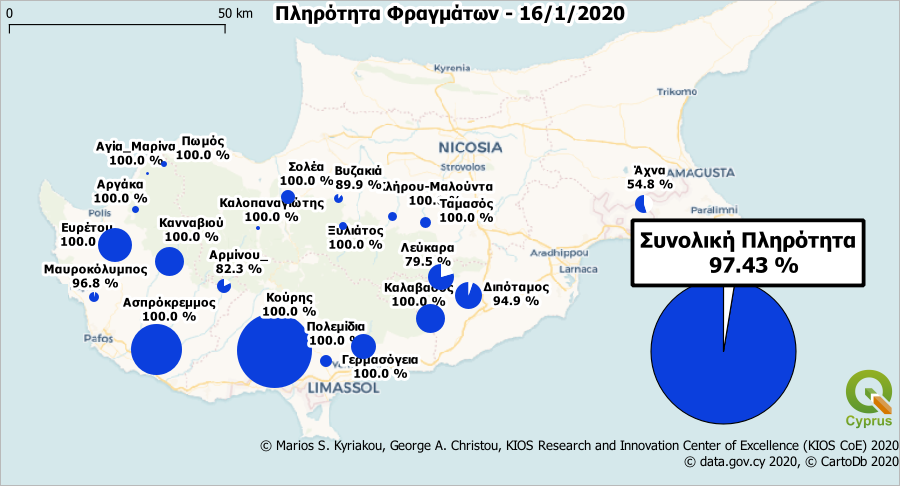 0
50 km
Πληρότητα Φραγμάτων - 16/1/2020
Kyrenia
Trikomo
NICOSIA
Strovolos
Αγία_Μαρίνα
100.0 %
Πωμός
100.0 %
Σολέα
100.0 %
Βυζακιά
89.9 %
Κλήρου-Μαλούντα
100.
Άχνα
54.8 %
FAMAGUSTA
Αργάκα
100.0 %
Καλοπαναγιώτης
100.0 %
Τάμασός
100.0 %
Paralimni
Polis
Ευρέτου
100.0
Κανναβιού
100.0 %
Ξυλιάτος
100.0 %
Συνολική Πληρότητα
97.43 %
Αρμίνου_
82.3 %
Λεύκαρα
79.5 %
Aradhippou
Larnaca
Μαυροκόλυμπος
96.8 %
Καλαβασός
100.0 %
Διπόταμος
94.9 %
Ασπρόκρεμμος
100.0 %
Κούρης
100.0 %
Πολεμίδια
100.0
Pafos
Γερμασόγεια
100.0 %
LIMASSOL
Cyprus
© Marios S. Kyriakou, George A. Christou, KIOS Research and Innovation Center of Excellence (KIOS CoE) 2020
© data.gov.cy 2020, © CartoDb 2020